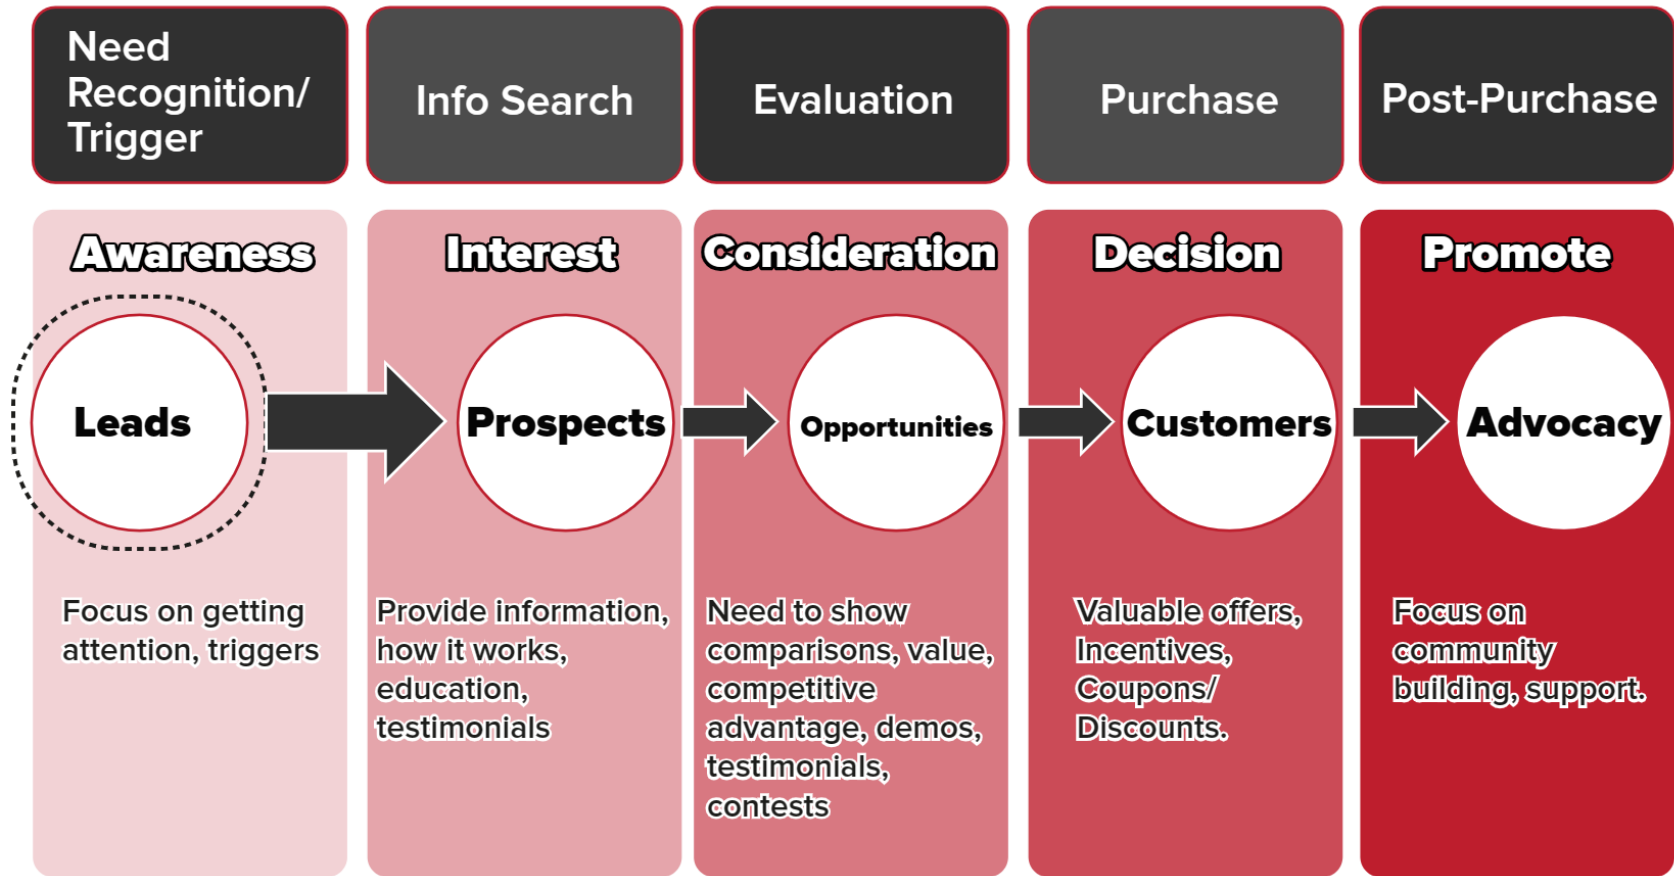 Need
Recognition/
Trigger
Info Search
Evaluation
Purchase
Post-Purchase
Awareness
Leads
Focus on getting
attention, triggers
Interest
Prospects
Provide information,
how it works,
education,
testimonials
Consideration
Opportunities
Need to show
comparisons, value,
competitive
advantage, demos,
testimonials,
contests
Decision
Customers
Valuable offers,
Incentives,
Coupons/
Discounts.
Promote
Advocacy
Focus on
community
building, support.